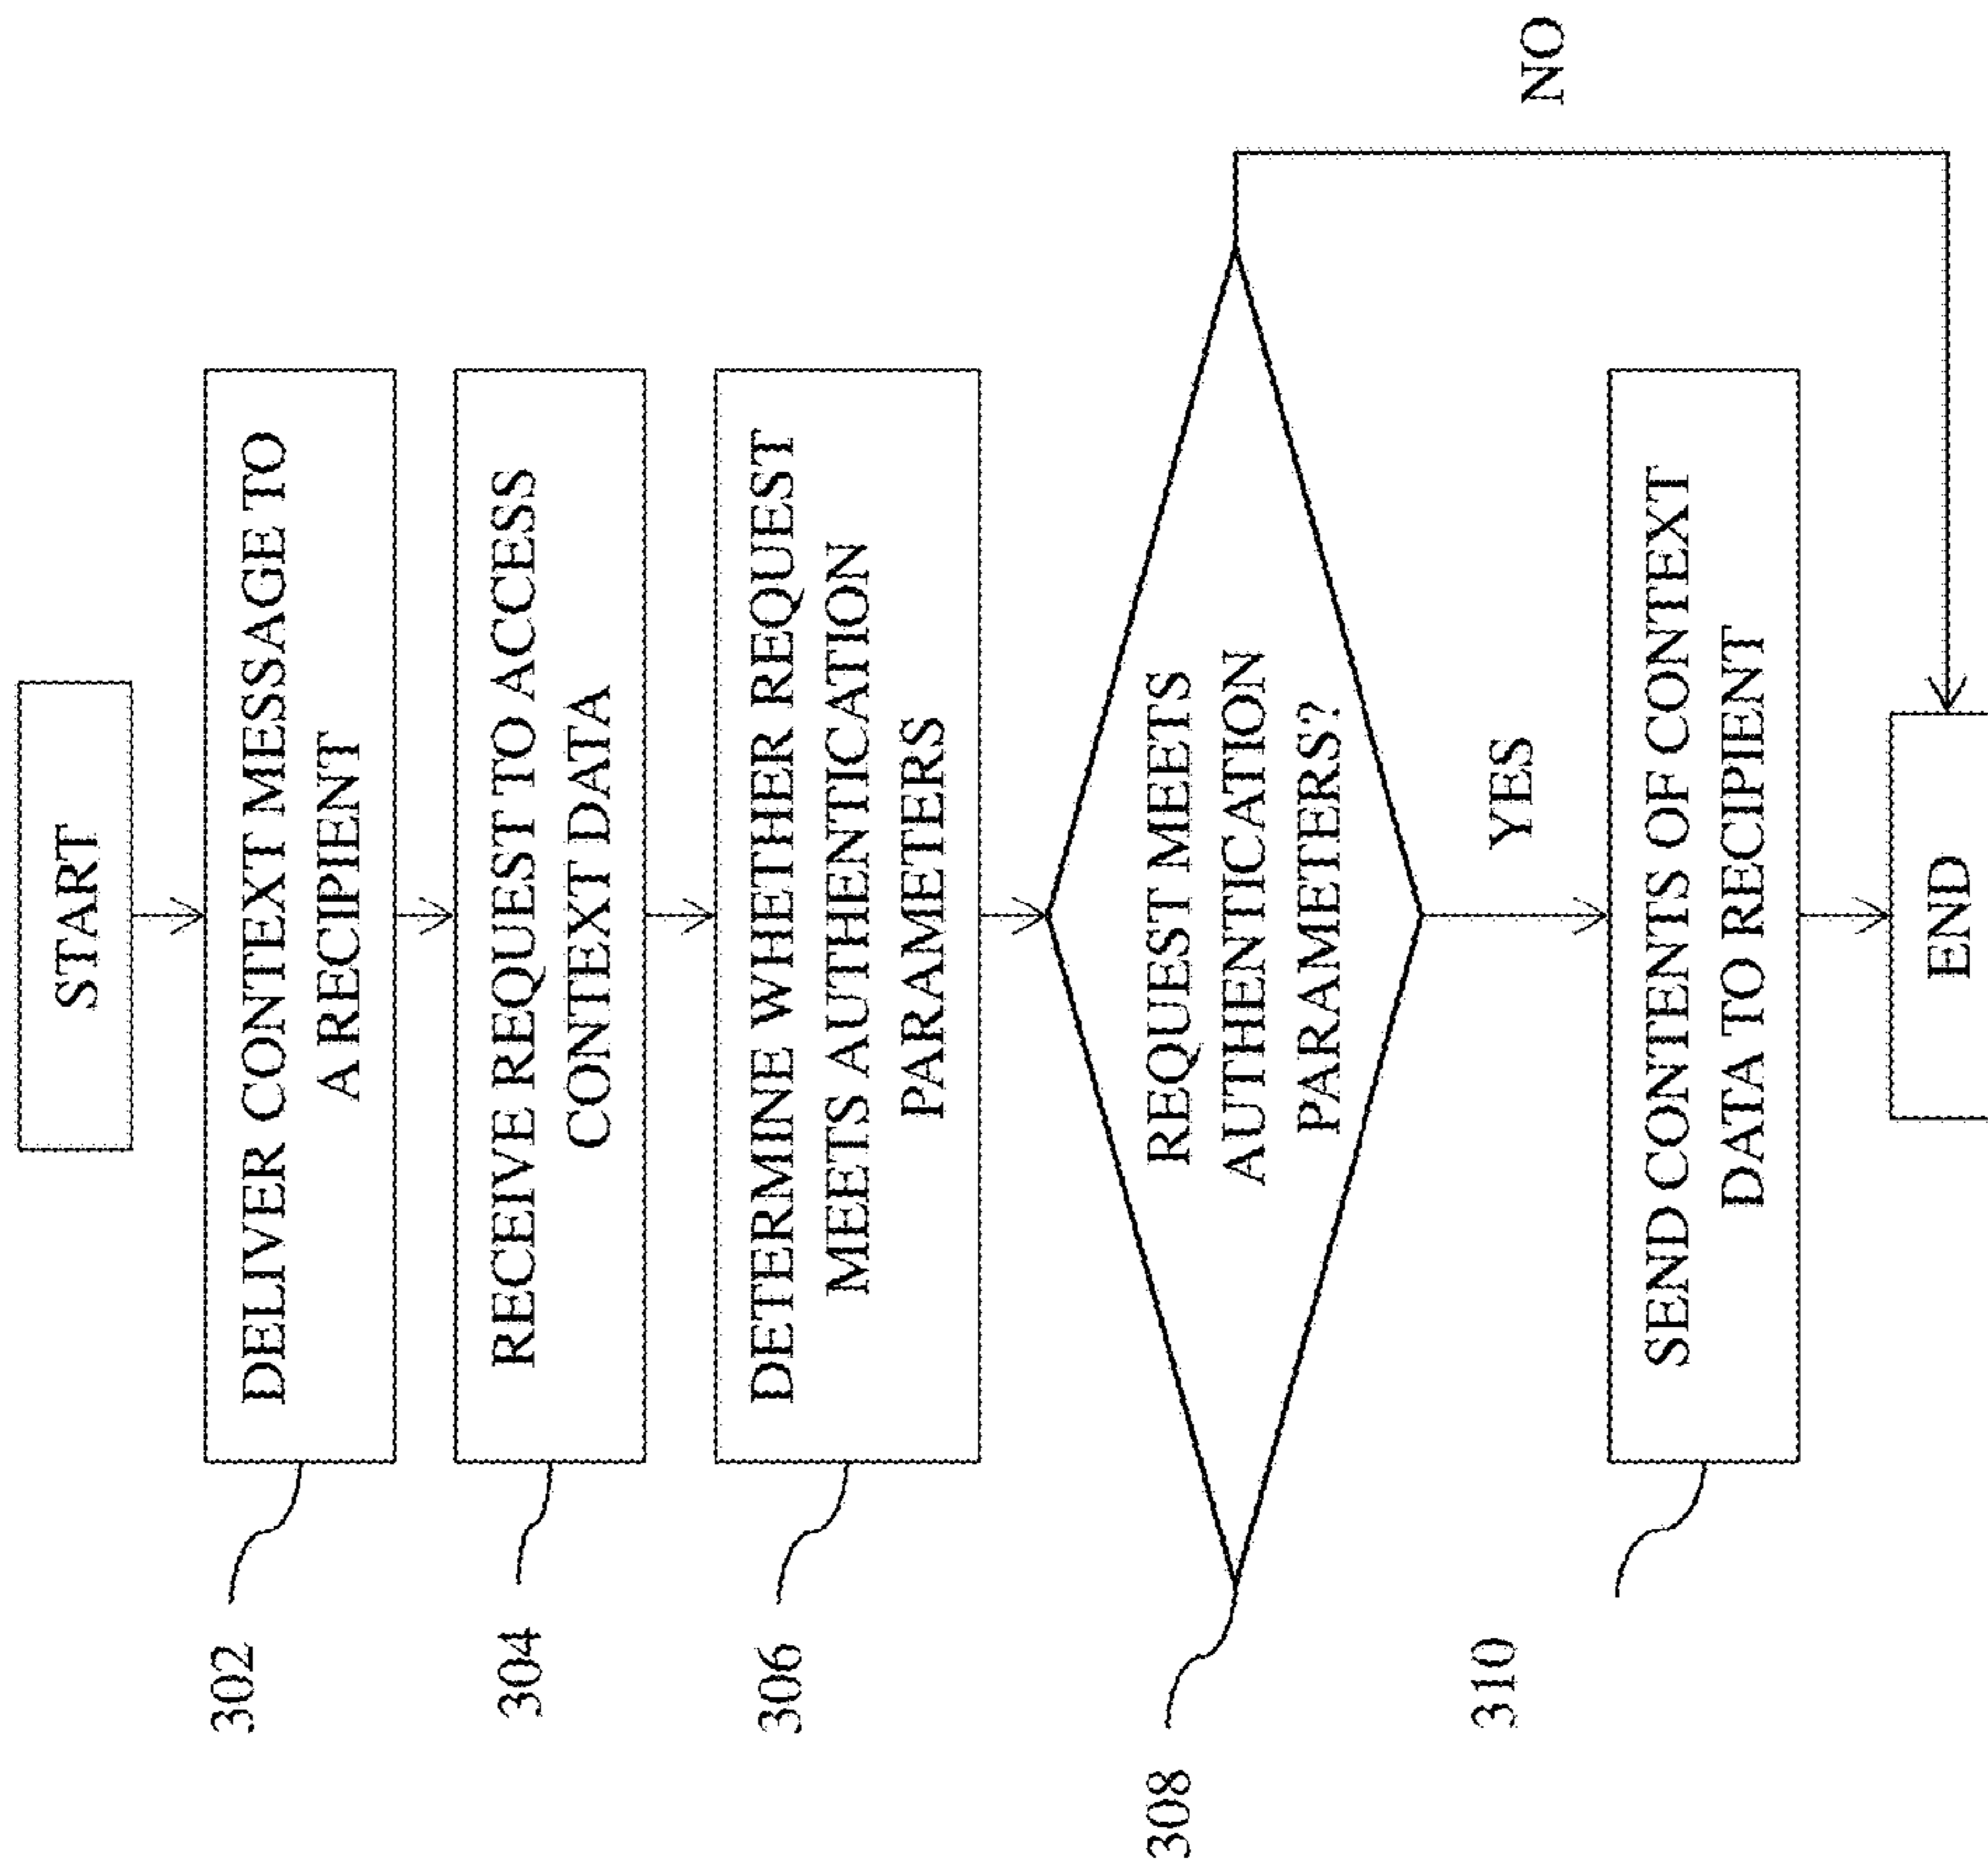 START
302
DELIVER CONTEXT MESSAGE TO
A RECIPIENT
304
RECEIVE REQUEST TO ACCESS
CONTEXT DATA
306
DETERMINE WHETHER REQUEST
MEETS AUTHENTICATION
PARAMETERS
308
REQUEST MEETS
AUTHENTICATION
PARAMETERS?
NO
YES
310
SEND CONTENTS OF CONTEXT
DATA TO RECIPIENT
END